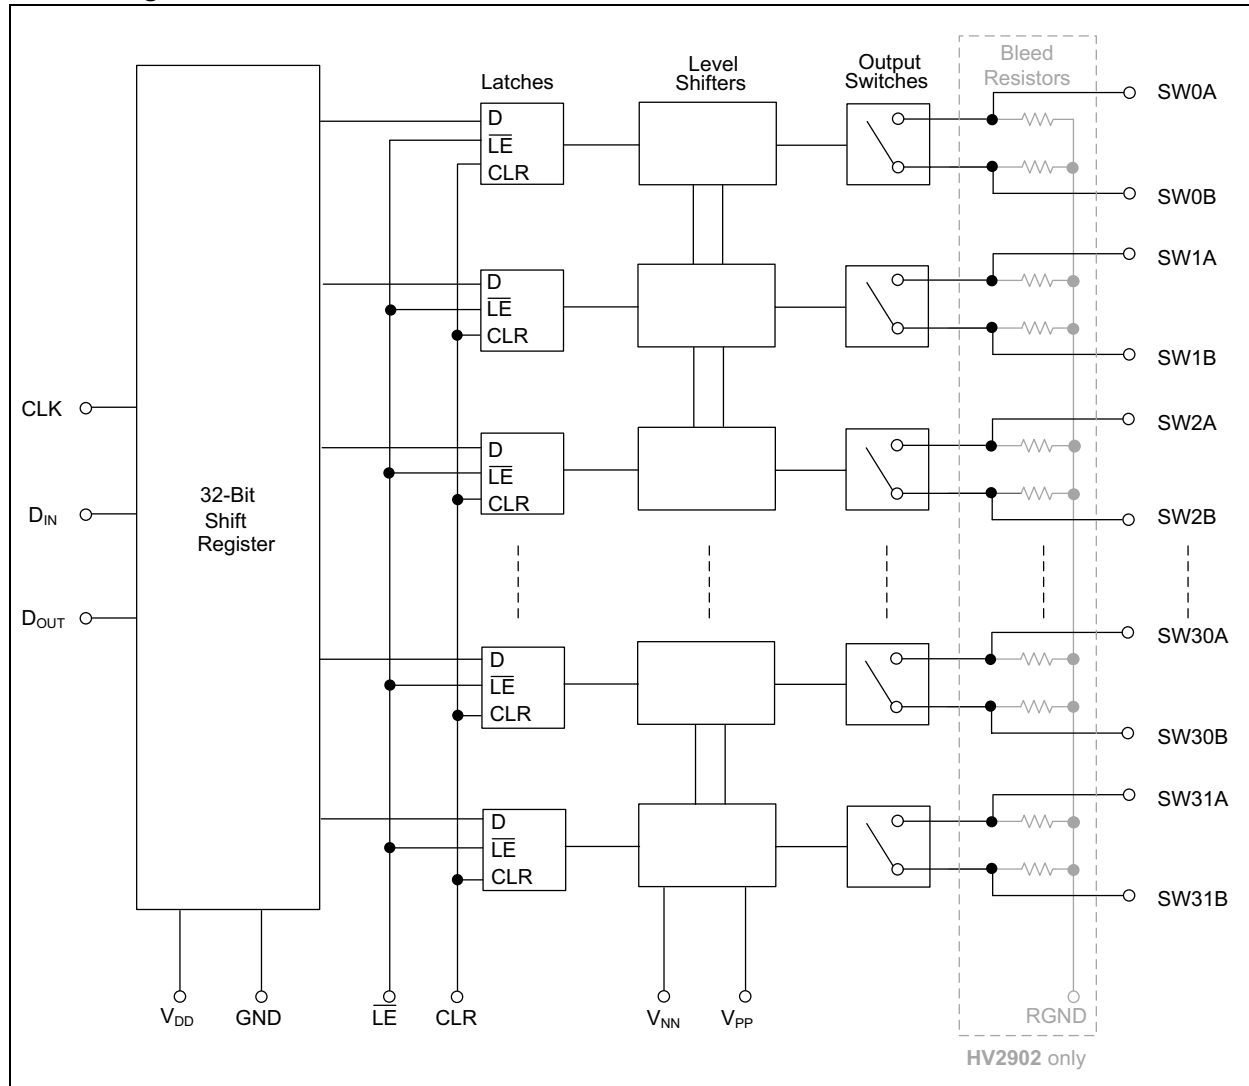 Bleed
Resistors
Level
Shifters
Output
Switches
Latches
SW0A
D
LE
CLR
SW0B
SW1A
D
LE
CLR
SW1B
CLK
SW2A
D
LE
CLR
32-Bit
Shift
Register
DIN
SW2B
DOUT
SW30A
D
LE
CLR
SW30B
SW31A
D
LE
CLR
SW31B
VDD
GND
LE
CLR
VNN
VPP
RGND
HV2902 only